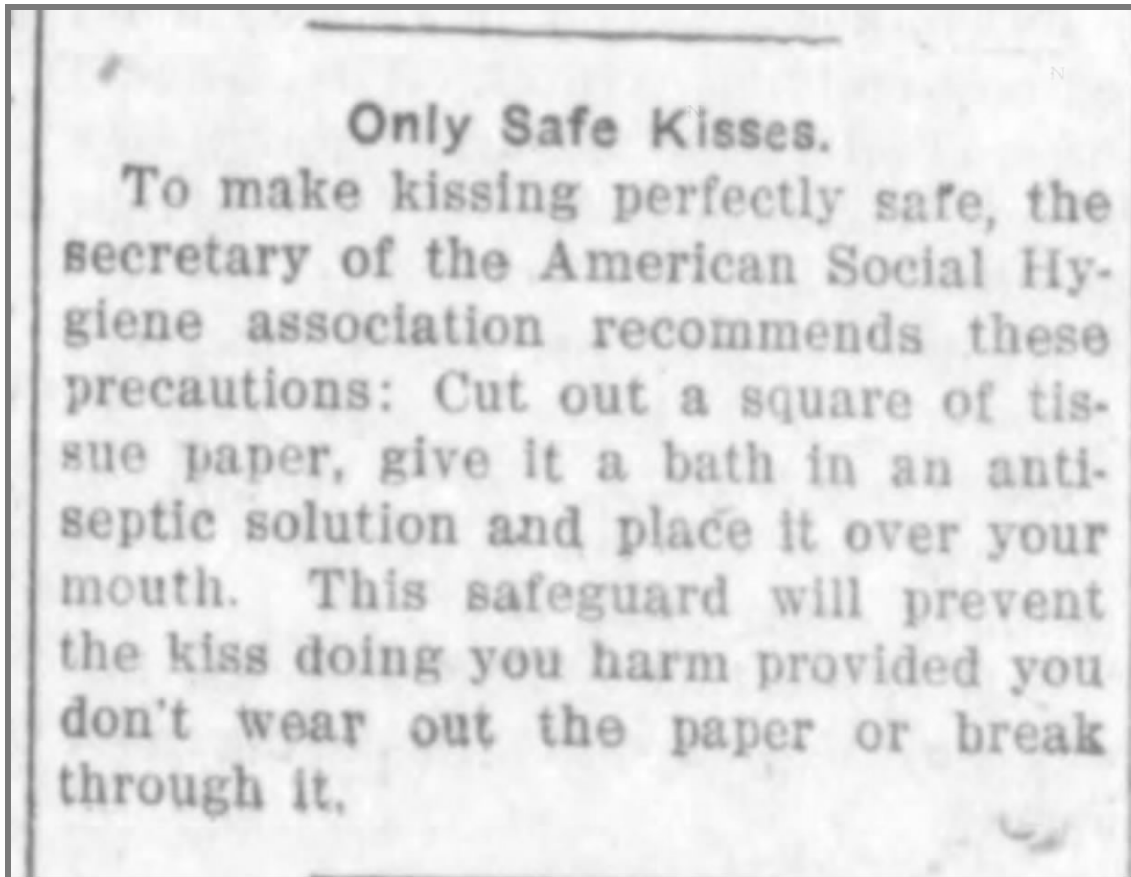 Only Safe Kisses.
To make kissing perfectly safe, the
secretary of the American Social Hy-
giene association recommends these
precautions: Cut out a square of tis-
sue paper, give it a bath in an anti-
septic solution and place it over your
mouth. This safeguard will prevent
the kiss doing you harm provided you
don't wear out the paper or break
through it.